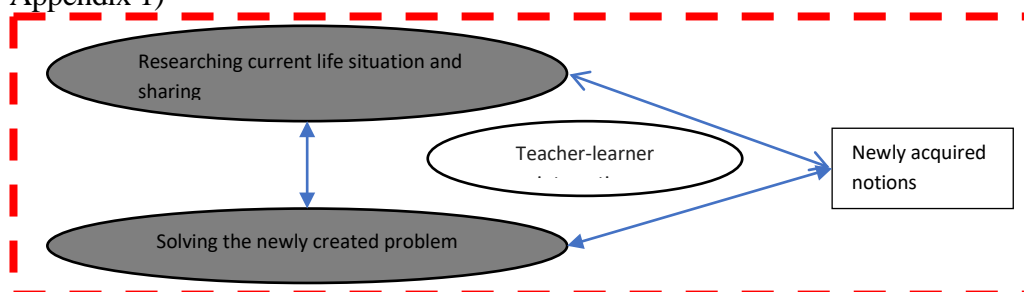 Appendix 1)
Researching current life situation and
sharing
Teacher-learner
Newly acquired
notions
Solving the newly created problem